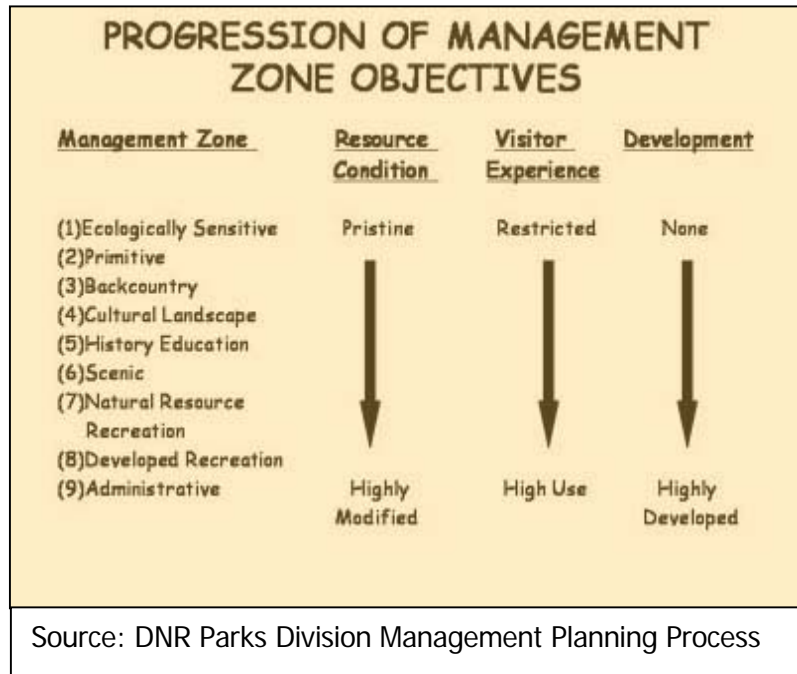 PROGRESSION OF MANAGEMENT
ZONE OBJECTIVES
Management Zone Resource Condition Visitor Experience Development
(1)Ecologically Sensitive Pristine Restricted None
(2)Primitive
(3)Backcountry
(4)Cultural Landscape
(5)History Education
(6)Scenic
(7)Natural Resource
Recreation
(8)Developed Recreation
(9)Administrative Highly Modified High Use Highly Developed
Source: DNR Parks Division Management Planning Process